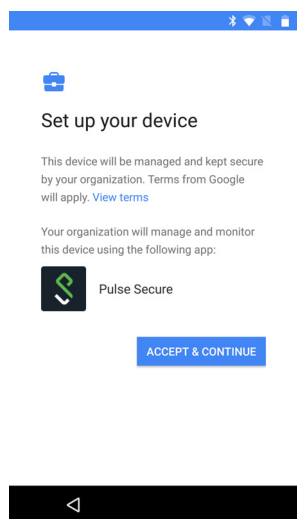 Set up your device
This device will be managed and kept secure
by your organization. Terms from Google
will apply. View terms
Your organization will manage and monitor
this device using the following app:
Pulse Secure
ACCEPT & CONTINUE